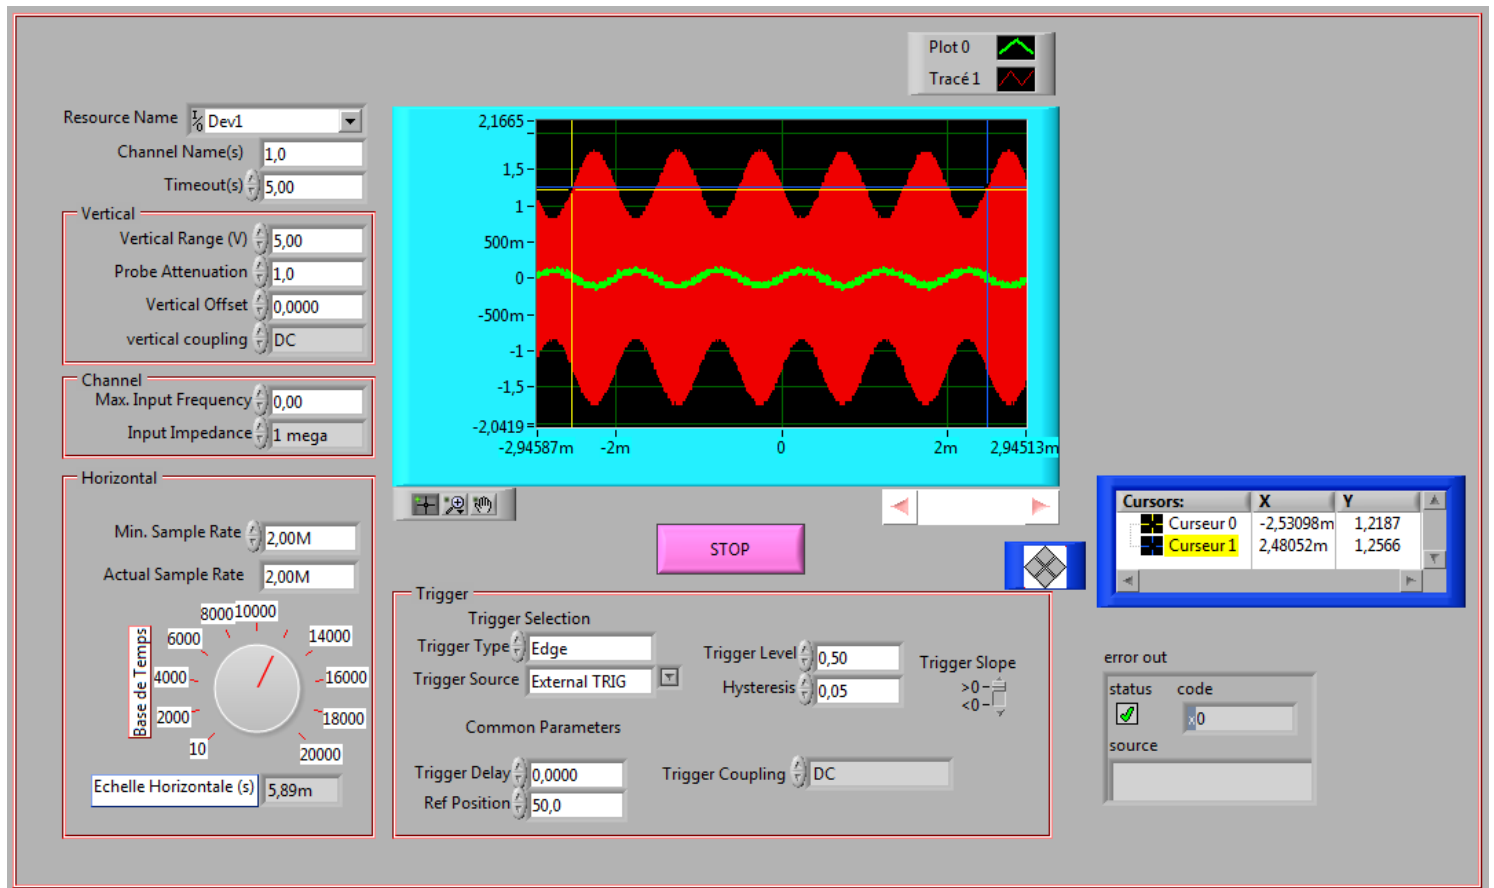 Plot 0
Tracé 1
Resource Name Dev1
Channel Name(s) 1,0
Timeout(s) 5,00
Vertical
Vertical Range (V) 5,00
Probe Attenuation 1,0
Vertical Offset 0,0000
vertical coupling DC
Channel
Max. Input Frequency 0,00
Input Impedance 1 mega
Horizontal
Min. Sample Rate 2,00M
Actual Sample Rate 2,00M
Base de Temps
10
2000
4000
6000
8000
10000
14000
16000
18000
20000
Echelle Horizontale (s) 5,89m
2,1665
1,5
1
500m
0
-500m
-1
-1,5
-2,0419
-2,94587m
-2m
0
2m
2,94513m
STOP
Trigger
Trigger Selection
Trigger Type Edge
Trigger Source External TRIG
Trigger Level 0,50
Hysteresis 0,05
Trigger Slope
>0
<0
Common Parameters
Trigger Delay 0,0000
Ref Position 50,0
Trigger Coupling DC
Cursors: X Y
Curseur 0 -2,53098m 1,2187
Curseur 1 2,48052m 1,2566
error out
status code
x0
source